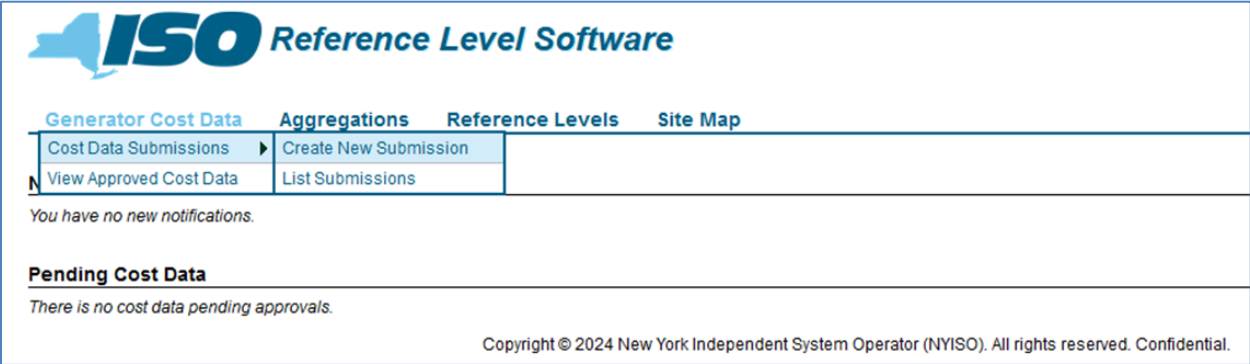 ISO Reference Level Software
Generator Cost Data Aggregations Reference Levels Site Map
Cost Data Submissions Create New Submission
View Approved Cost Data List Submissions
You have no new notifications.
Pending Cost Data
There is no cost data pending approvals.
Copyright © 2024 New York Independent System Operator (NYISO). All rights reserved. Confidential.